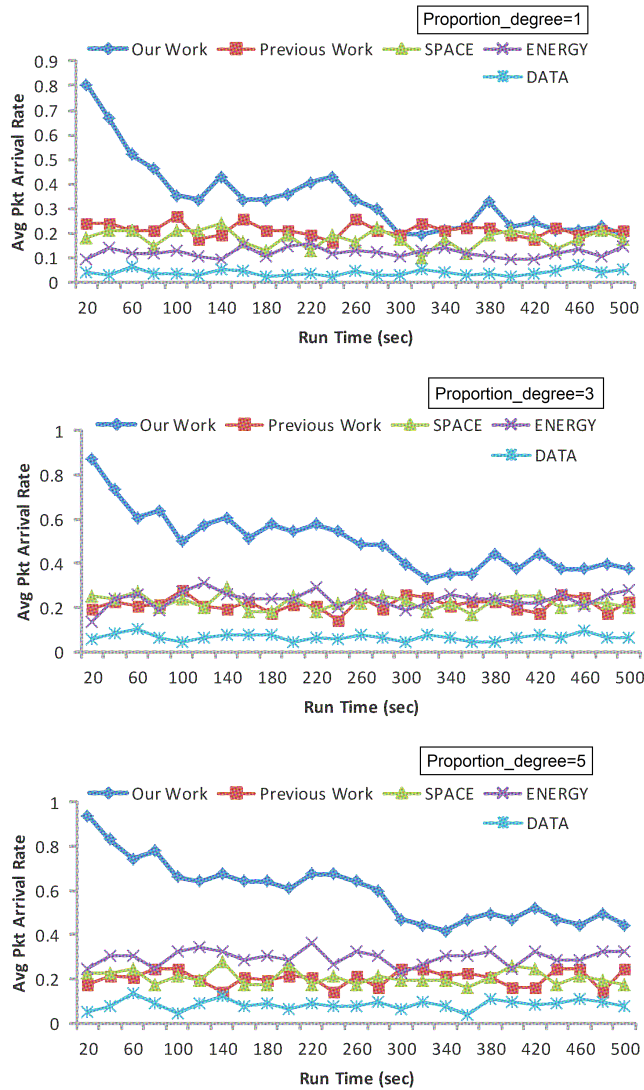 Proportion_degree=1
Our Work Previous Work SPACE ENERGY
DATA
0.9
0.8
0.7
0.6
0.5
0.4
0.3
0.2
0.1
0
Avg Pkt Arrival Rate
20 60 100 140 180 220 260 300 340 380 420 460 500
Run Time (sec)
Proportion_degree=3
Our Work Previous Work SPACE ENERGY
DATA
1
0.8
0.6
0.4
0.2
0
Avg Pkt Arrival Rate
20 60 100 140 180 220 260 300 340 380 420 460 500
Run Time (sec)
Proportion_degree=5
Our Work Previous Work SPACE ENERGY
DATA
1
0.8
0.6
0.4
0.2
0
Avg Pkt Arrival Rate
20 60 100 140 180 220 260 300 340 380 420 460 500
Run Time (sec)